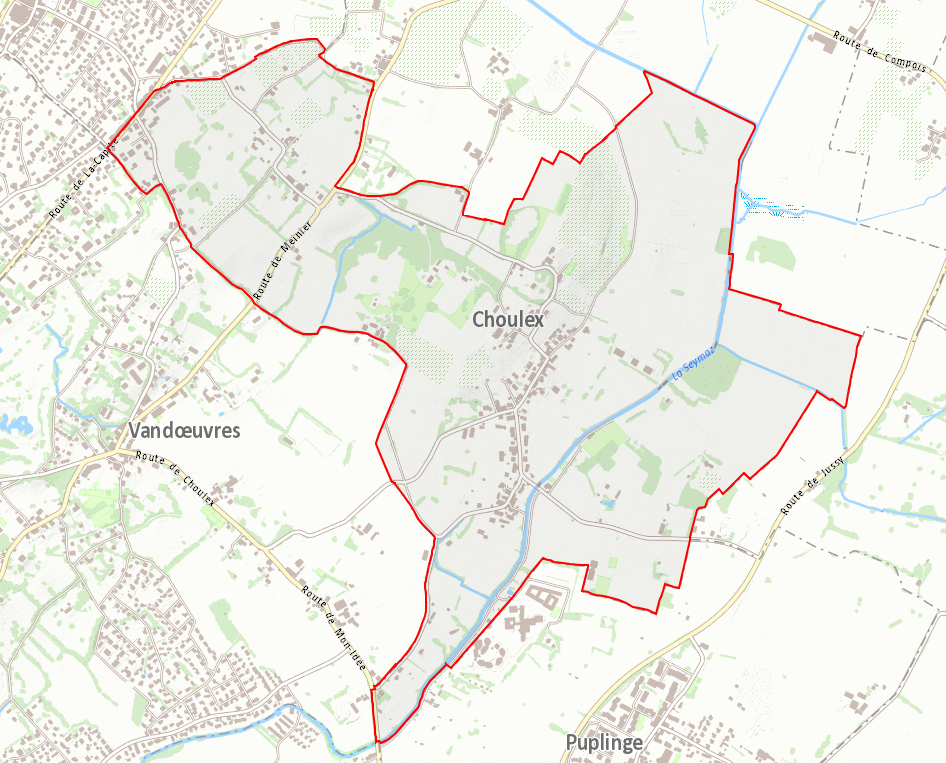 Route de Compois
Route de La-Capite
Route de Meinier
Choulex
La Seymaz
Vandœuvres
Route de Choulex
Route de Jussy
Route de Mon-Idée
Puplinge